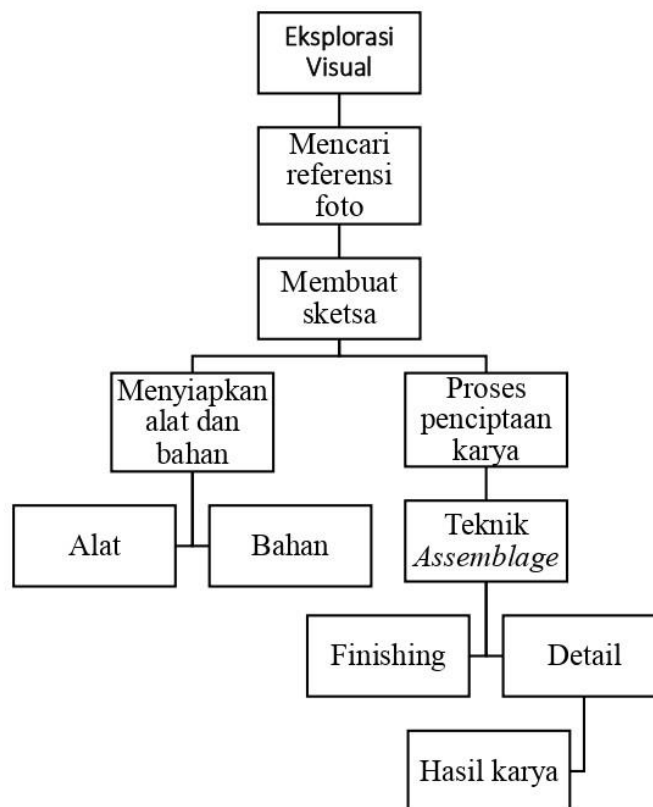 Eksplorasi
Visual
Mencari
referensi
foto
Membuat
sketsa
Menyiapkan
alat dan
bahan
Proses
penciptaan
karya
Alat
Bahan
Teknik
Assemblage
Finishing
Detail
Hasil karya